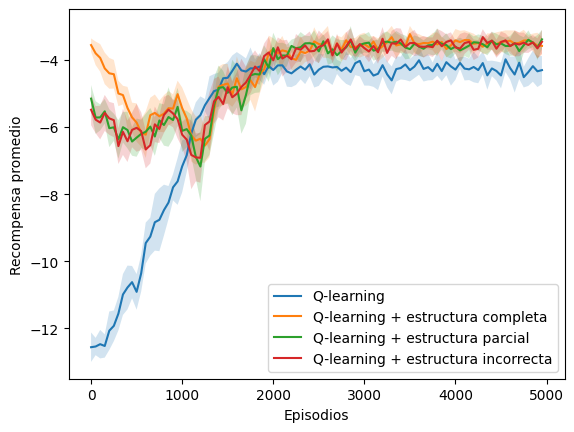 Recompensa promedio
−4
−6
−8
−10
−12
0
1000
2000
3000
4000
5000
Episodios
Q-learning
Q-learning + estructura completa
Q-learning + estructura parcial
Q-learning + estructura incorrecta